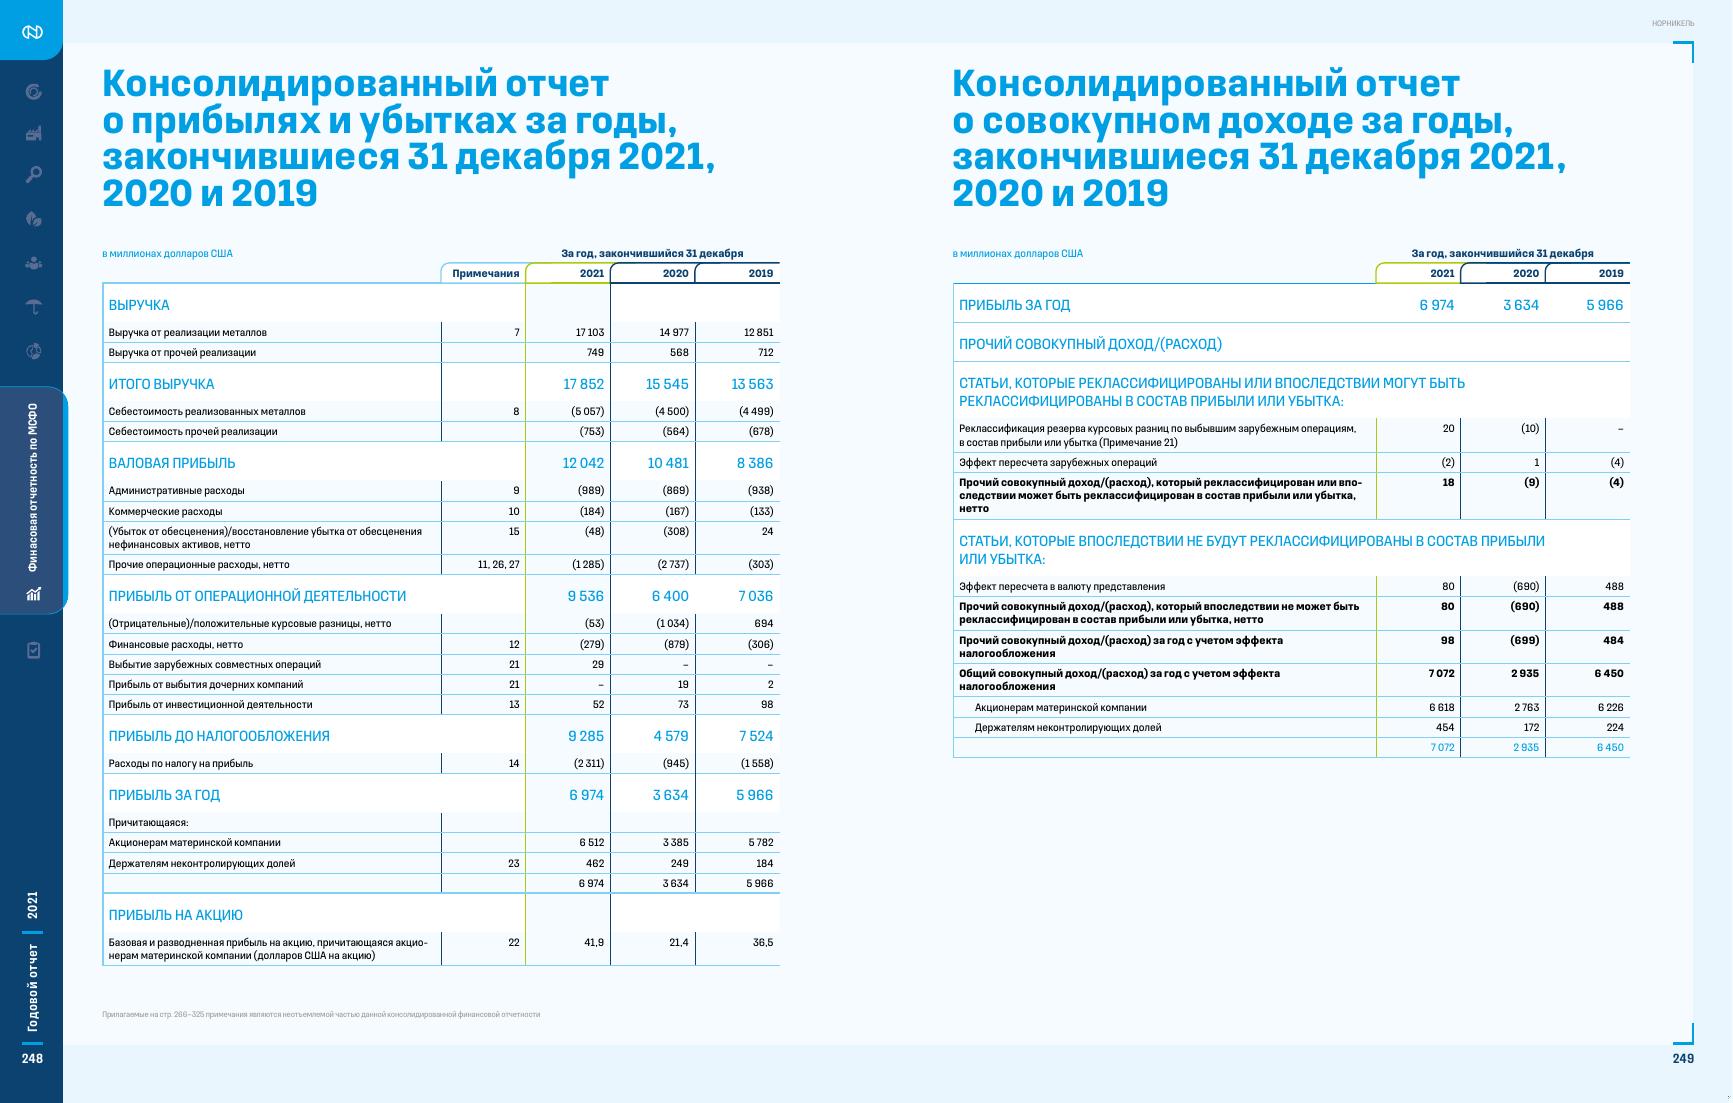 НОРНИКЕЛЬ
Консолидированный отчет
о прибылях и убытках за годы,
закончившиеся 31 декабря 2021,
2020 и 2019
в миллионах долларов США За год, закончившийся 31 декабря
Примечания 2021 2020 2019
ВЫРУЧКА
Выручка от реализации металлов 7 17 103 14 977 12 851
Выручка от прочей реализации 749 568 712
ИТОГО ВЫРУЧКА 17 852 15 545 13 563
Себестоимость реализованных металлов 8 (5 057) (4 500) (4 499)
Себестоимость прочей реализации (753) (564) (678)
ВАЛОВАЯ ПРИБЫЛЬ 12 042 10 481 8 386
Административные расходы 9 (989) (869) (938)
Коммерческие расходы 10 (184) (167) (133)
(Убыток от обесценения)/восстановление убытка от обесценения 15 (48) (308) 24
нефинансовых активов, нетто
Прочие операционные расходы, нетто 11, 26, 27 (1 285) (2 737) (303)
ПРИБЫЛЬ ОТ ОПЕРАЦИОННОЙ ДЕЯТЕЛЬНОСТИ 9 536 6 400 7 036
(Отрицательные)/положительные курсовые разницы, нетто (53) (1 034) 694
Финансовые расходы, нетто 12 (279) (879) (306)
Выбытие зарубежных совместных операций 21 29 – –
Прибыль от выбытия дочерних компаний 21 – 19 2
Прибыль от инвестиционной деятельности 13 52 73 98
ПРИБЫЛЬ ДО НАЛОГООБЛОЖЕНИЯ 9 285 4 579 7 524
Расходы по налогу на прибыль 14 (2 311) (945) (1 558)
ПРИБЫЛЬ ЗА ГОД 6 974 3 634 5 966
Причитающаяся:
Акционерам материнской компании 6 512 3 385 5 782
Держателям неконтролирующих долей 23 462 249 184
6 974 3 634 5 966
ПРИБЫЛЬ НА АКЦИЮ
Базовая и разводненная прибыль на акцию, причитающаяся акцио- 22 41,9 21,4 36,5
нерам материнской компании (долларов США на акцию)
Прилагаемые на стр. 266–325 примечания являются неотъемлемой частью данной консолидированной финансовой отчетности
Консолидированный отчет
о совокупном доходе за годы,
закончившиеся 31 декабря 2021,
2020 и 2019
в миллионах долларов США За год, закончившийся 31 декабря
2021 2020 2019
ПРИБЫЛЬ ЗА ГОД 6 974 3 634 5 966
ПРОЧИЙ СОВОКУПНЫЙ ДОХОД/(РАСХОД)
СТАТЬИ, КОТОРЫЕ РЕКЛАССИФИЦИРОВАНЫ ИЛИ ВПОСЛЕДСТВИИ МОГУТ БЫТЬ
РЕКЛАССИФИЦИРОВАНЫ В СОСТАВ ПРИБЫЛИ ИЛИ УБЫТКА:
Реклассификация резерва курсовых разниц по выбывшим зарубежным операциям, 20 (10) –
в состав прибыли или убытка (Примечание 21)
Эффект пересчета зарубежных операций (2) 1 (4)
Прочий совокупный доход/(расход), который реклассифицирован или впо- 18 (9) (4)
следствии может быть реклассифицирован в состав прибыли или убытка,
нетто
СТАТЬИ, КОТОРЫЕ ВПОСЛЕДСТВИИ НЕ БУДУТ РЕКЛАССИФИЦИРОВАНЫ В СОСТАВ ПРИБЫЛИ
ИЛИ УБЫТКА:
Эффект пересчета в валюту представления 80 (690) 488
Прочий совокупный доход/(расход), который впоследствии не может быть 80 (690) 488
реклассифицирован в состав прибыли или убытка, нетто
Прочий совокупный доход/(расход) за год с учетом эффекта 98 (699) 484
налогообложения
Общий совокупный доход/(расход) за год с учетом эффекта 7 072 2 935 6 450
налогообложения
Акционерам материнской компании 6 618 2 763 6 226
Держателям неконтролирующих долей 454 172 224
7 072 2 935 6 450
Финасовая отчетность по МСФО
Годовой отчет | 2021
248
249